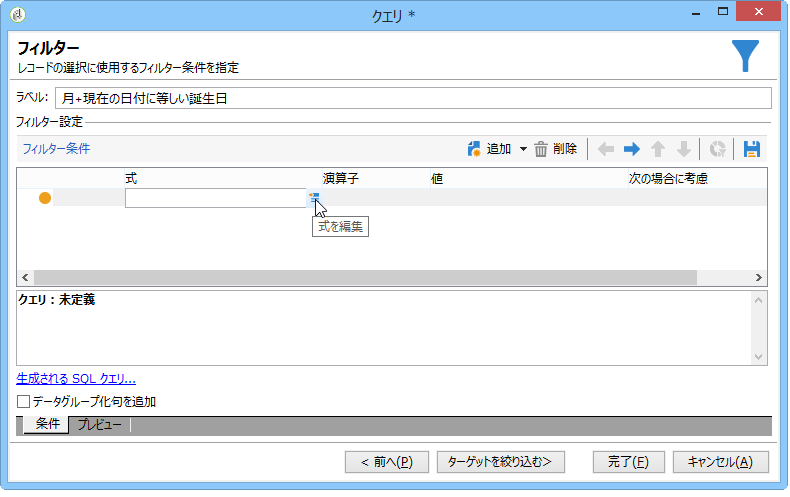 クエリ *
フィルター
レコードの選択に使用するフィルター条件を指定
ラベル: 月+現在の日付に等しい誕生日
フィルター設定
フィルター条件 追加 削除
式 演算子 値 次の場合に考慮
式を編集
クエリ：未定義
生成される SQL クエリ...
データグループ化句を追加
条件 プレビュー
< 前へ(P) ターゲットを絞り込む> 完了(F) キャンセル(A)